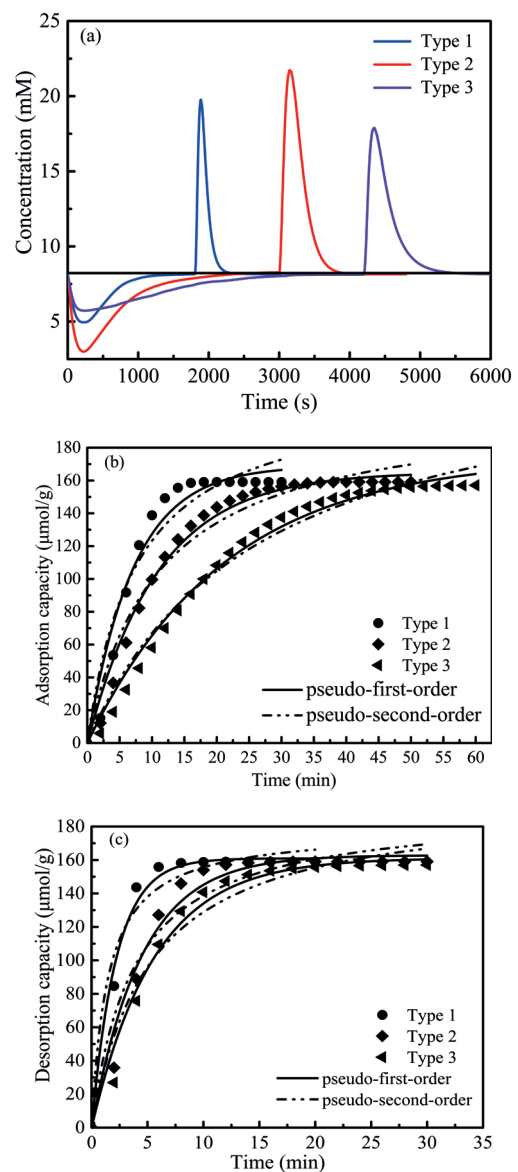 (a)
Type 1
Type 2
Type 3
Concentration (mM)
25
20
15
10
5
0 1000 2000 3000 4000 5000 6000
Time (s)
(b)
Adsorption capacity (μmol/g)
180
160
140
120
100
80
60
40
20
0
Type 1
Type 2
Type 3
pseudo-first-order
pseudo-second-order
0 5 10 15 20 25 30 35 40 45 50 55 60
Time (min)
(c)
Desorption capacity (μmol/g)
180
160
140
120
100
80
60
40
20
0
Type 1
Type 2
Type 3
pseudo-first-order
pseudo-second-order
0 5 10 15 20 25 30 35
Time (min)